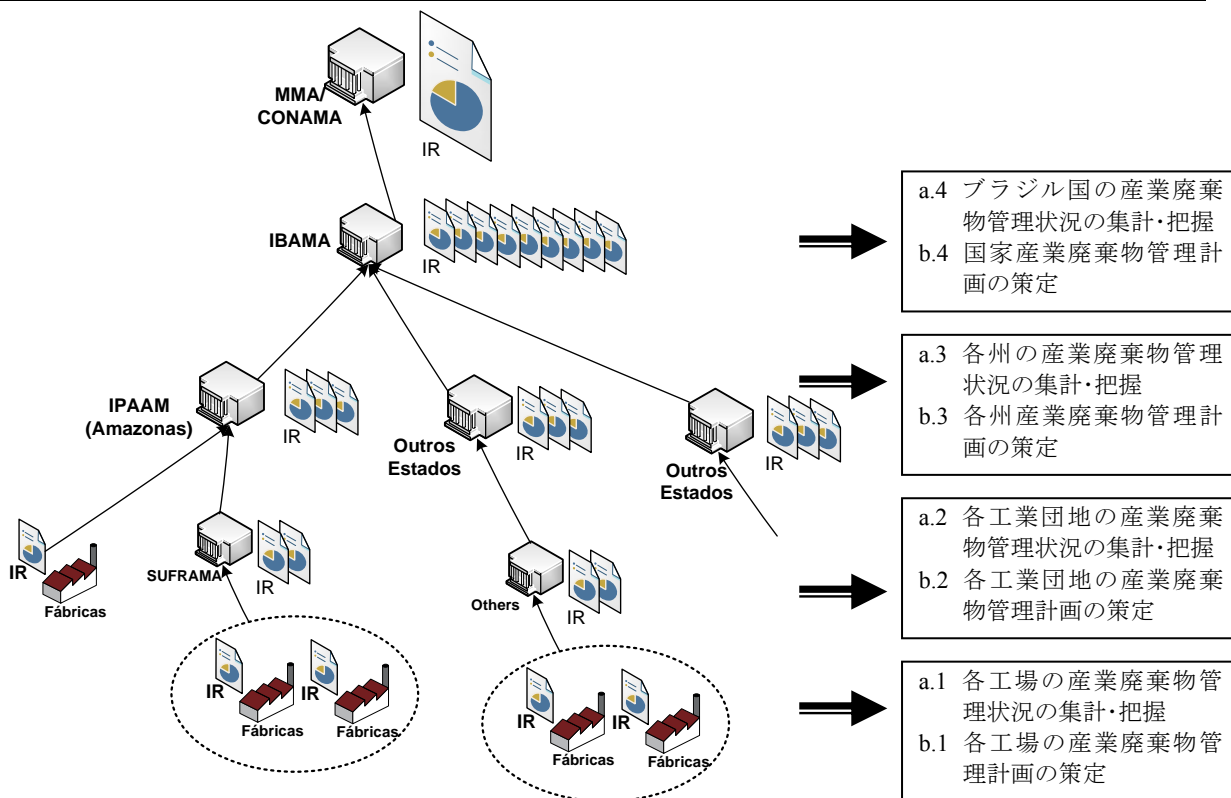 MMA/
CONAMA
IR
IBAMA
IR
a.4 ブラジル国の産業廃棄
物管理状況の集計･把握
b.4 国家産業廃棄物管理計
画の策定
IPAAM
(Amazonas)
IR
Outros
Estados
IR
Outros
Estados
IR
a.3 各州の産業廃棄物管理
状況の集計･把握
b.3 各州産業廃棄物管理計
画の策定
IR
Fábricas
SUFRAMA
IR
Others
IR
a.2 各工業団地の産業廃棄
物管理状況の集計･把握
b.2 各工業団地の産業廃棄
物管理計画の策定
IR
Fábricas
IR
Fábricas
IR
Fábricas
IR
Fábricas
a.1 各工場の産業廃棄物管
理状況の集計･把握
b.1 各工場の産業廃棄物管
理計画の策定